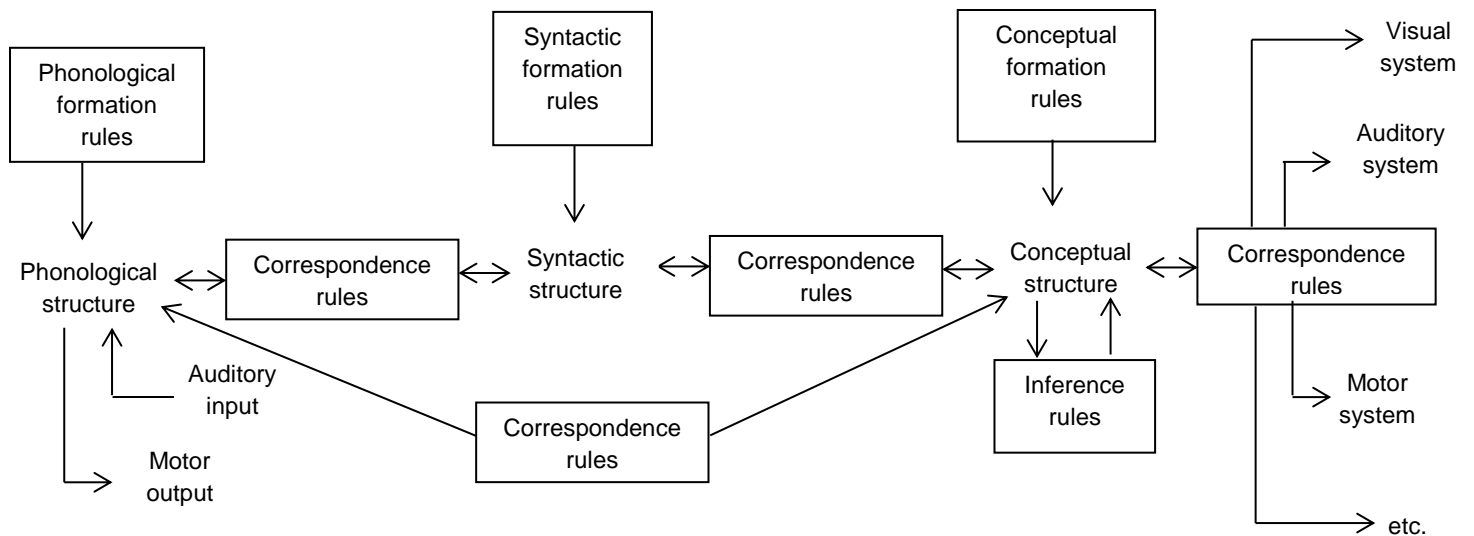 Phonological
formation
rules
Syntactic
formation
rules
Conceptual
formation
rules
Visual
system
Auditory
system
Phonological
structure
Correspondence
rules
Syntactic
structure
Correspondence
rules
Conceptual
structure
Correspondence
rules
Auditory
input
Motor
output
Correspondence
rules
Inference
rules
Motor
system
etc.